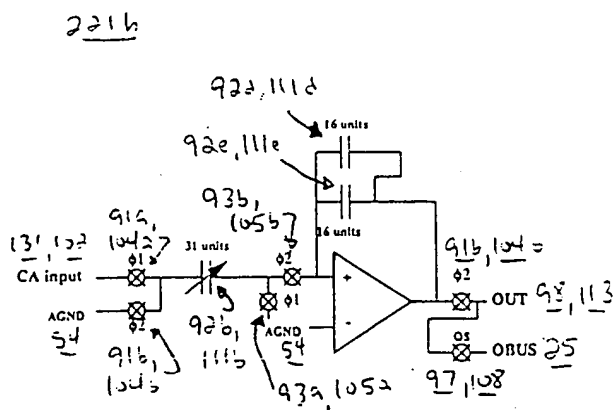 221b
92d, 111d
16 units
92e, 111e
93b,
105b
16 units
91a,
104a
131, 132
CA input
φ1
31 units
φ2
+
91b, 104
φ2
OUT 98, 113
AGND
54
φ2
91b,
104b
92b,
111b
φ1
AGND
54
-
93a, 105a
OS
OBUS 25
97, 108